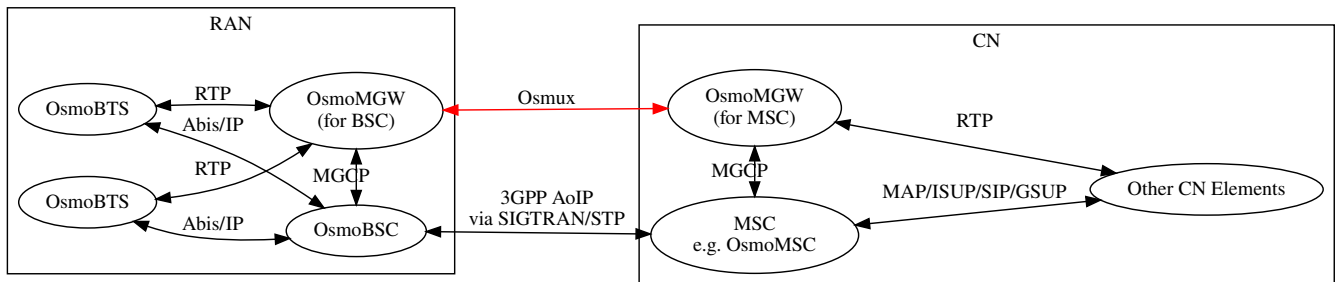 RAN
CN
OsmoBTS
RTP
OsmoMGW
(for BSC)
Osmux
OsmoMGW
(for MSC)
RTP
Abis/IP
RTP
MGCP
MGCP
OsmoBTS
Abis/IP
OsmoBSC
3GPP AoIP
via SIGTRAN/STP
MSC
e.g. OsmoMSC
MAP/ISUP/SIP/GSUP
Other CN Elements